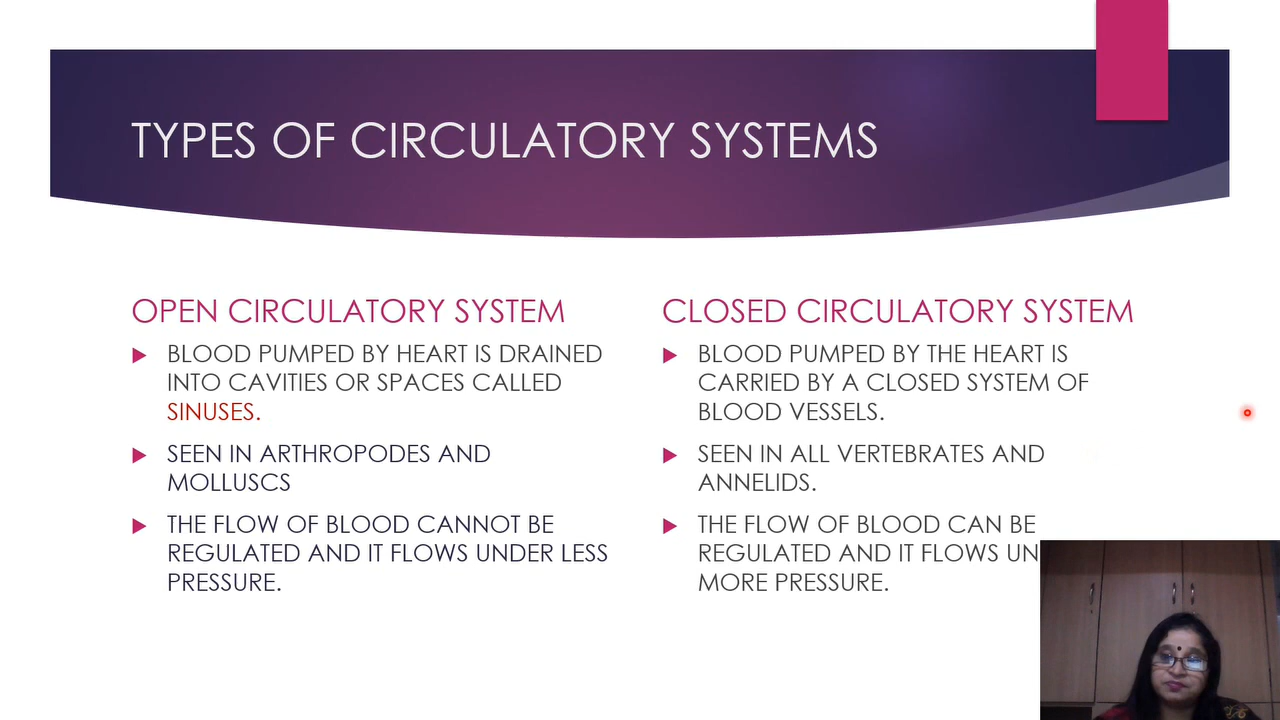 TYPES OF CIRCULATORY SYSTEMS
OPEN CIRCULATORY SYSTEM
BLOOD PUMPED BY HEART IS DRAINED
INTO CAVITIES OR SPACES CALLED
SINUSES.
SEEN IN ARTHROPODES AND
MOLLUSCS
THE FLOW OF BLOOD CANNOT BE
REGULATED AND IT FLOWS UNDER LESS
PRESSURE.
CLOSED CIRCULATORY SYSTEM
BLOOD PUMPED BY THE HEART IS
CARRIED BY A CLOSED SYSTEM OF
BLOOD VESSELS.
SEEN IN ALL VERTEBRATES AND
ANNELIDS.
THE FLOW OF BLOOD CAN BE
REGULATED AND IT FLOWS UN
MORE PRESSURE.